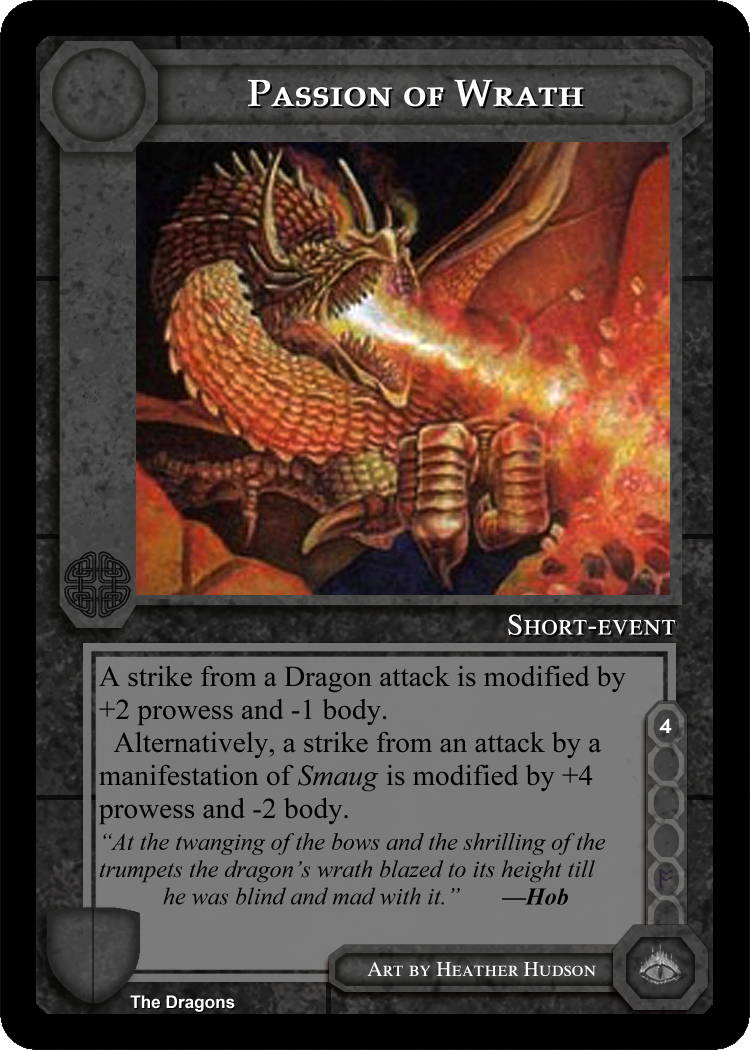 Passion of Wrath
Short-event
A strike from a Dragon attack is modified by
+2 prowess and -1 body.
Alternatively, a strike from an attack by a
manifestation of Smaug is modified by +4
prowess and -2 body.
“At the twanging of the bows and the shrilling of the
trumpets the dragon’s wrath blazed to its height till
he was blind and mad with it.” —Hob
4
Art by Heather Hudson
The Dragons